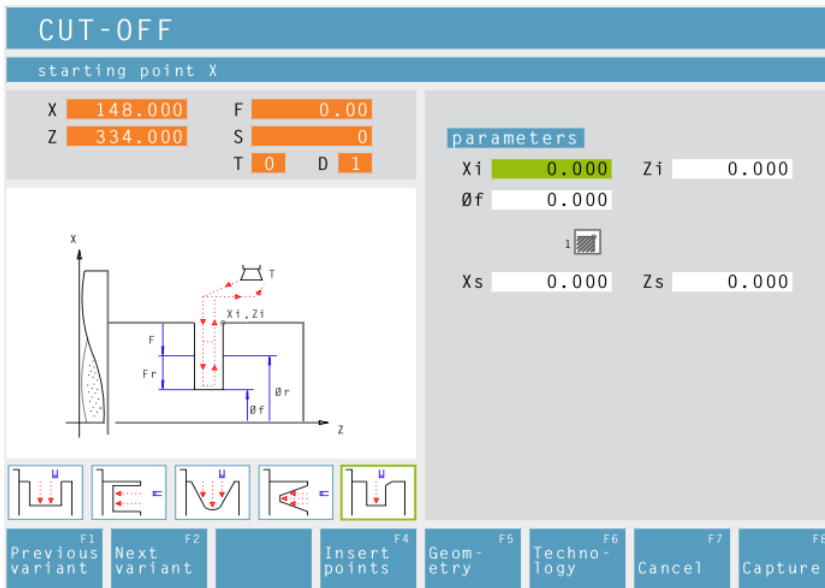 CUT-OFF
starting point X
X 148.000 F 0.00
Z 334.000 S 0
T 0 D 1
parameters
Xi 0.000 Zi 0.000
Øf 0.000
1
Xs 0.000 Zs 0.000
X
T
Xi,Zi
F
Fr
Ør
Øf
Z
F1
Previous variant
F2
Next variant
F4
Insert points
F5
Geom-etry
F6
Techno-logy
F7
Cancel
F8
Capture